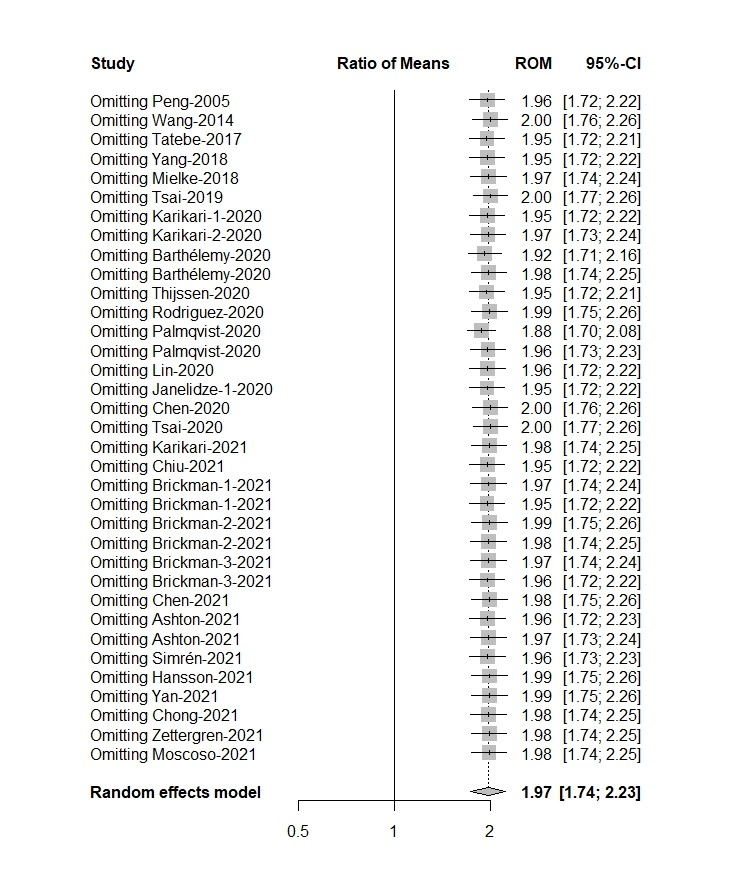 Study Ratio of Means ROM 95%-CI
Omitting Peng-2005 1.96 [1.72; 2.22]
Omitting Wang-2014 2.00 [1.76; 2.26]
Omitting Tatebe-2017 1.95 [1.72; 2.21]
Omitting Yang-2018 1.95 [1.72; 2.22]
Omitting Mielke-2018 1.97 [1.74; 2.24]
Omitting Tsai-2019 2.00 [1.77; 2.26]
Omitting Karikari-1-2020 1.95 [1.72; 2.22]
Omitting Karikari-2-2020 1.97 [1.73; 2.24]
Omitting Barthélemy-2020 1.92 [1.71; 2.16]
Omitting Barthélemy-2020 1.98 [1.74; 2.25]
Omitting Thijssen-2020 1.95 [1.72; 2.21]
Omitting Rodriguez-2020 1.99 [1.75; 2.26]
Omitting Palmqvist-2020 1.88 [1.70; 2.08]
Omitting Palmqvist-2020 1.96 [1.73; 2.23]
Omitting Lin-2020 1.96 [1.72; 2.22]
Omitting Janelidze-1-2020 1.95 [1.72; 2.22]
Omitting Chen-2020 2.00 [1.76; 2.26]
Omitting Tsai-2020 2.00 [1.77; 2.26]
Omitting Karikari-2021 1.98 [1.74; 2.25]
Omitting Chiu-2021 1.95 [1.72; 2.22]
Omitting Brickman-1-2021 1.97 [1.74; 2.24]
Omitting Brickman-1-2021 1.95 [1.72; 2.22]
Omitting Brickman-2-2021 1.99 [1.75; 2.26]
Omitting Brickman-2-2021 1.98 [1.74; 2.25]
Omitting Brickman-3-2021 1.97 [1.74; 2.24]
Omitting Brickman-3-2021 1.96 [1.72; 2.22]
Omitting Chen-2021 1.98 [1.75; 2.26]
Omitting Ashton-2021 1.96 [1.72; 2.23]
Omitting Ashton-2021 1.97 [1.73; 2.24]
Omitting Simrén-2021 1.96 [1.73; 2.23]
Omitting Hansson-2021 1.99 [1.75; 2.26]
Omitting Yan-2021 1.99 [1.75; 2.26]
Omitting Chong-2021 1.98 [1.74; 2.25]
Omitting Zettergren-2021 1.98 [1.74; 2.25]
Omitting Moscoso-2021 1.98 [1.74; 2.25]
Random effects model 1.97 [1.74; 2.23]
0.5 1 2